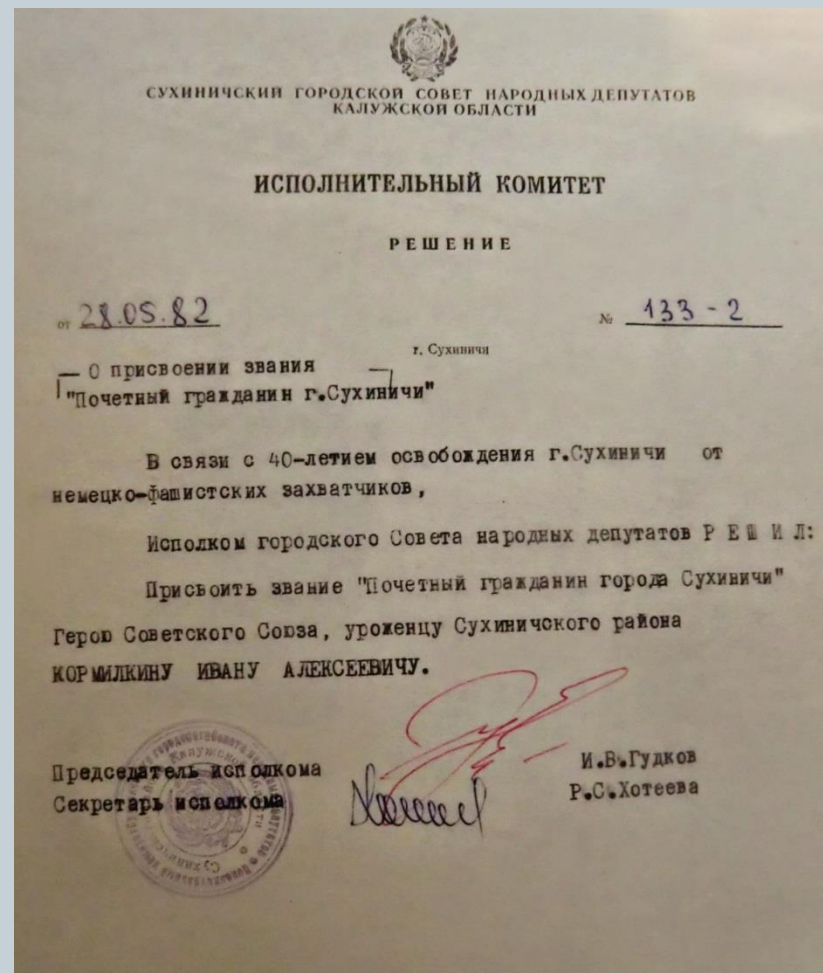 СУХИНИЧСКИЙ ГОРОДСКОЙ СОВЕТ НАРОДНЫХ ДЕПУТАТОВ
КАЛУЖСКОЙ ОБЛАСТИ
ИСПОЛНИТЕЛЬНЫЙ КОМИТЕТ
РЕШЕНИЕ
от 28.05.82 № 133-2
г. Сухиничи
О присвоении звания
"Почетный гражданин г.Сухиничи"
В связи с 40-летием освобождения г.Сухиничи от
немецко-фашистских захватчиков,
Исполком городского Совета народных депутатов Р Е Ш И Л:
Присвоить звание "Почетный гражданин города Сухиничи"
Герою Советского Союза, уроженцу Сухиничского района
КОРМИЛКИНУ ИВАНУ АЛЕКСЕЕВИЧУ.
Председатель исполкома И.В.Гудков
Секретарь исполкома Р.С.Хотеева